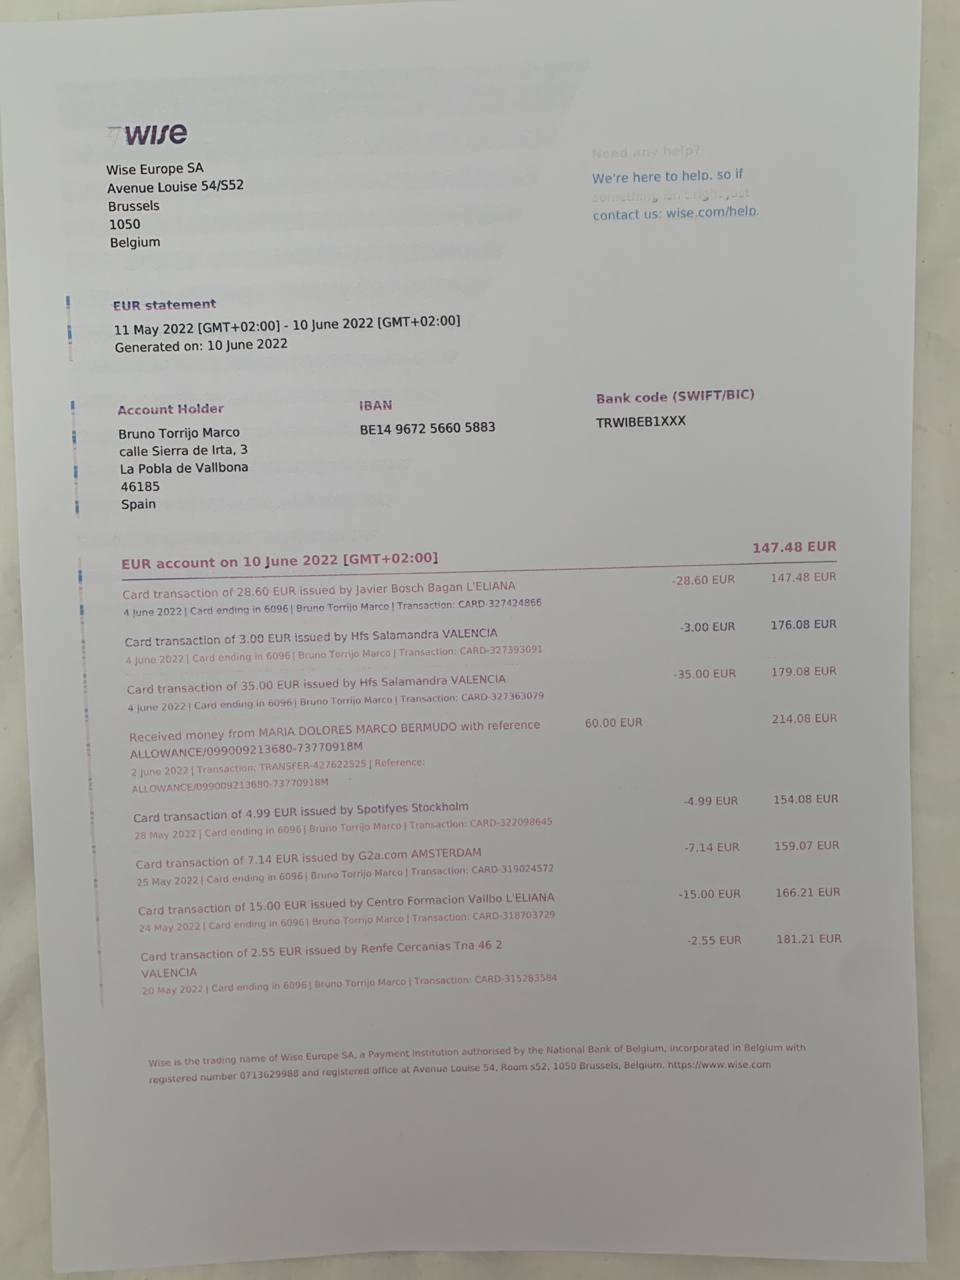 wise
Wise Europe SA
Avenue Louise 54/S52
Brussels
1050
Belgium
Need any help?
We're here to help. so if
something isn't right, just
contact us: wise.com/help.
EUR statement
11 May 2022 [GMT+02:00] - 10 June 2022 [GMT+02:00]
Generated on: 10 June 2022
Account Holder
Bruno Torrijo Marco
calle Sierra de Irta, 3
La Pobla de Vallbona
46185
Spain
IBAN
BE14 9672 5660 5883
Bank code (SWIFT/BIC)
TRWIBEB1XXX
EUR account on 10 June 2022 [GMT+02:00] 147.48 EUR
Card transaction of 28.60 EUR issued by Javier Bosch Bagan L'ELIANA -28.60 EUR 147.48 EUR
4 June 2022 | Card ending in 6096 | Bruno Torrijo Marco | Transaction: CARD-327424866
Card transaction of 3.00 EUR issued by Hfs Salamandra VALENCIA -3.00 EUR 176.08 EUR
4 June 2022 | Card ending in 6096 | Bruno Torrijo Marco | Transaction: CARD-327393091
Card transaction of 35.00 EUR issued by Hfs Salamandra VALENCIA -35.00 EUR 179.08 EUR
4 June 2022 | Card ending in 6096 | Bruno Torrijo Marco | Transaction: CARD-327363079
Received money from MARIA DOLORES MARCO BERMUDO with reference 60.00 EUR 214.08 EUR
ALLOWANCE/099009213680-73770918M
2 June 2022 | Transaction: TRANSFER-427622525 | Reference:
ALLOWANCE/099009213680-73770918M
Card transaction of 4.99 EUR issued by Spotifyes Stockholm -4.99 EUR 154.08 EUR
28 May 2022 | Card ending in 6096 | Bruno Torrijo Marco | Transaction: CARD-322098645
Card transaction of 7.14 EUR issued by G2a.com AMSTERDAM -7.14 EUR 159.07 EUR
25 May 2022 | Card ending in 6096 | Bruno Torrijo Marco | Transaction: CARD-319024572
Card transaction of 15.00 EUR issued by Centro Formacion Vallbo L'ELIANA -15.00 EUR 166.21 EUR
24 May 2022 | Card ending in 6096 | Bruno Torrijo Marco | Transaction: CARD-318703729
Card transaction of 2.55 EUR issued by Renfe Cercanias Tna 46 2 -2.55 EUR 181.21 EUR
VALENCIA
20 May 2022 | Card ending in 6096 | Bruno Torrijo Marco | Transaction: CARD-315283584
Wise is the trading name of Wise Europe SA, a Payment Institution authorised by the National Bank of Belgium, incorporated in Belgium with
registered number 0713629988 and registered office at Avenue Louise 54, Room s52, 1050 Brussels, Belgium. https://www.wise.com